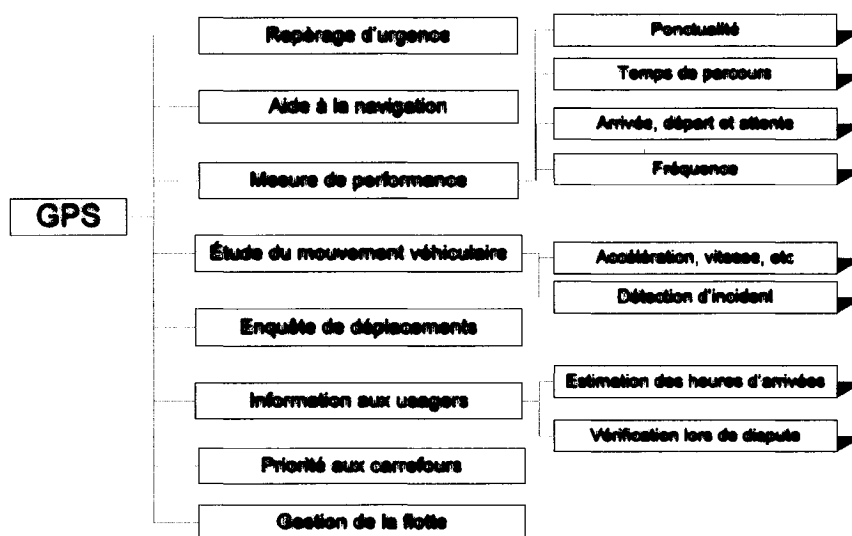 GPS
Repérage d'urgence
Aide à la navigation
Mesure de performance
Ponctualité
Temps de parcours
Arrivée, départ et attente
Fréquence
Étude du mouvement véhiculaire
Accélération, vitesse, etc
Détection d'incident
Enquête de déplacements
Information aux usagers
Estimation des heures d'arrivées
Vérification lors de dispute
Priorité aux carrefours
Gestion de la flotte